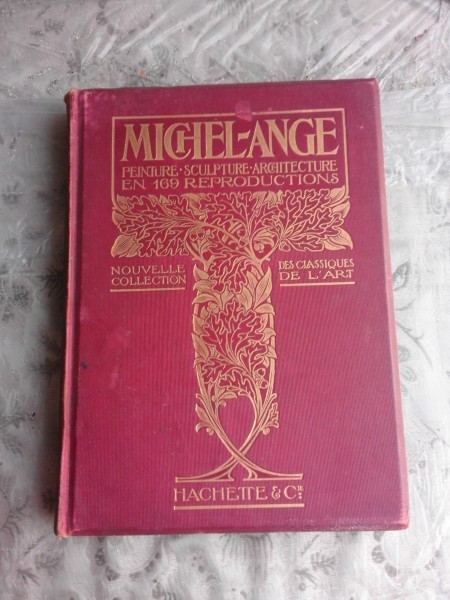 MICHEL-ANGE
PEINTURE · SCULPTURE · ARCHITECTURE
EN 169 REPRODUCTIONS
NOUVELLE
COLLECTION
DES CLASSIQUES
DE L'ART
HACHETTE & CIE